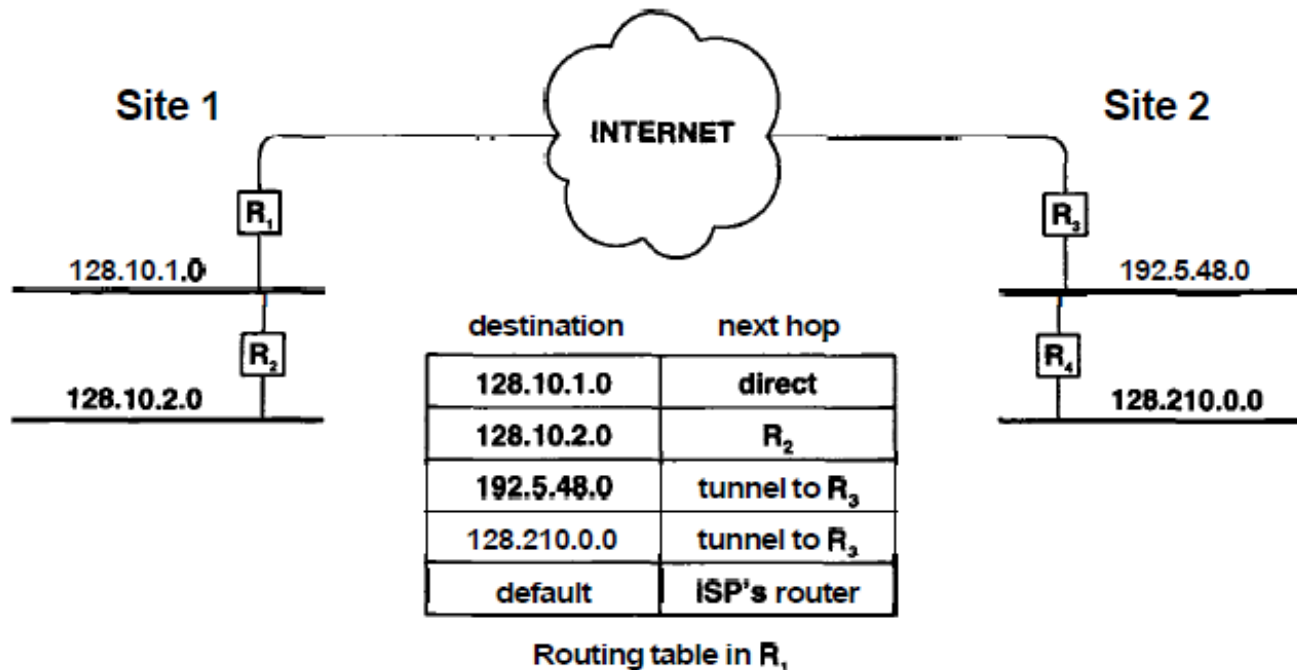 Site 1
INTERNET
Site 2
R₁
R₃
128.10.1.0
192.5.48.0
R₂
R₄
128.10.2.0
128.210.0.0
destination next hop
128.10.1.0 direct
128.10.2.0 R₂
192.5.48.0 tunnel to R₃
128.210.0.0 tunnel to R₃
default ISP's router
Routing table in R₁